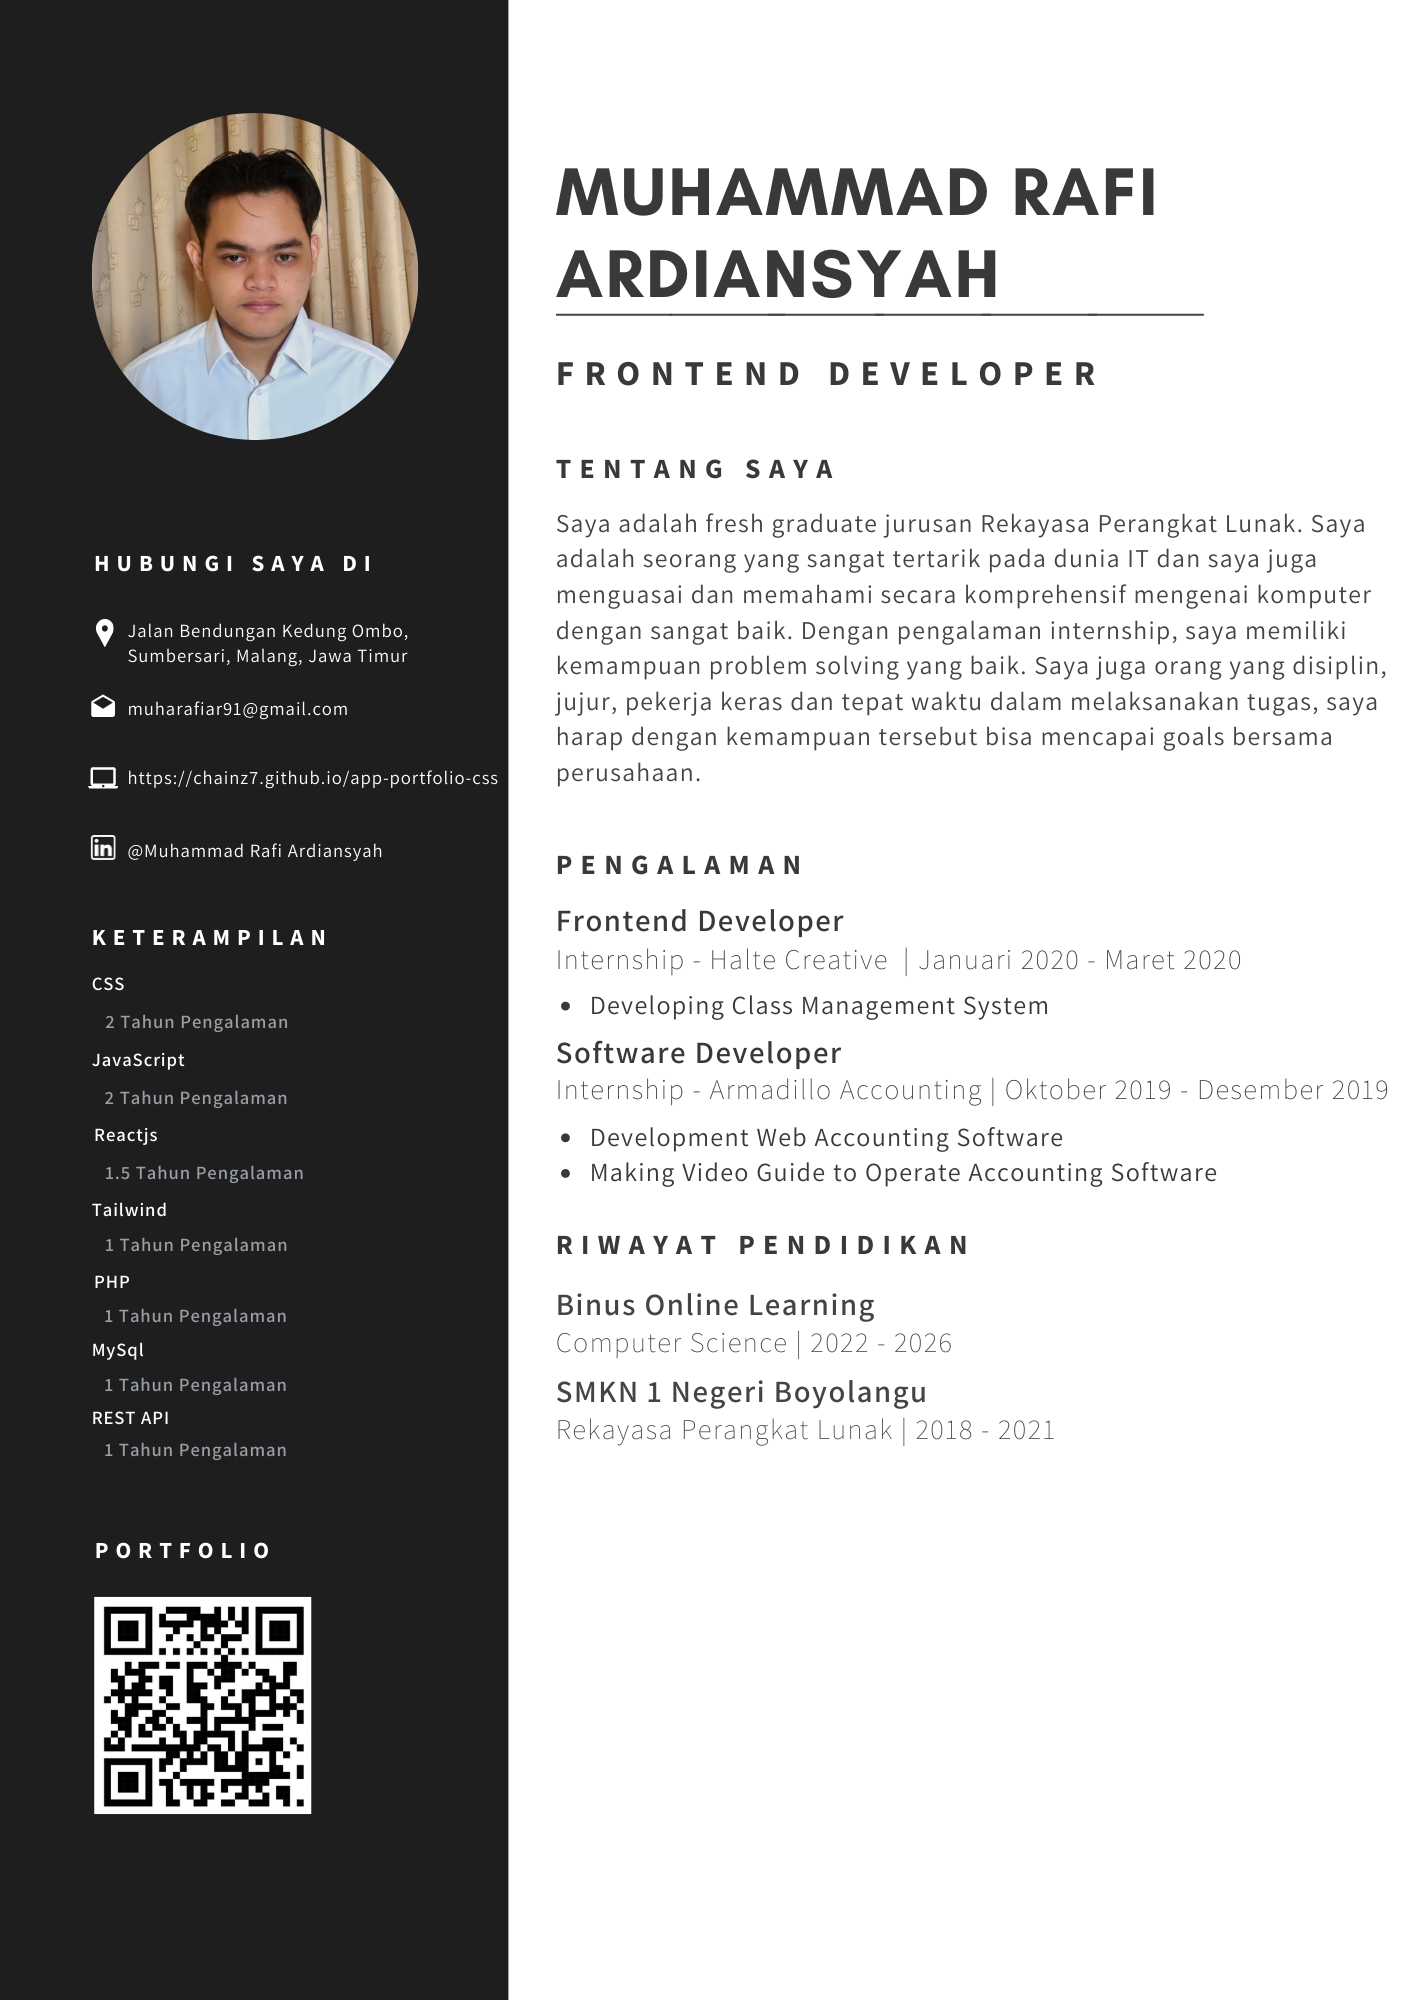 MUHAMMAD RAFI
ARDIANSYAH
FRONTEND DEVELOPER
TENTANG SAYA
Saya adalah fresh graduate jurusan Rekayasa Perangkat Lunak. Saya
adalah seorang yang sangat tertarik pada dunia IT dan saya juga
menguasai dan memahami secara komprehensif mengenai komputer
dengan sangat baik. Dengan pengalaman internship, saya memiliki
kemampuan problem solving yang baik. Saya juga orang yang disiplin,
jujur, pekerja keras dan tepat waktu dalam melaksanakan tugas, saya
harap dengan kemampuan tersebut bisa mencapai goals bersama
perusahaan.
PENGALAMAN
Frontend Developer
Internship - Halte Creative | Januari 2020 - Maret 2020
• Developing Class Management System
Software Developer
Internship - Armadillo Accounting | Oktober 2019 - Desember 2019
• Development Web Accounting Software
• Making Video Guide to Operate Accounting Software
RIWAYAT PENDIDIKAN
Binus Online Learning
Computer Science | 2022 - 2026
SMKN 1 Negeri Boyolangu
Rekayasa Perangkat Lunak | 2018 - 2021
HUBUNGI SAYA DI
Jalan Bendungan Kedung Ombo,
Sumbersari, Malang, Jawa Timur
muharafiar91@gmail.com
https://chainz7.github.io/app-portfolio-css
in
@Muhammad Rafi Ardiansyah
KETERAMPILAN
CSS
2 Tahun Pengalaman
JavaScript
2 Tahun Pengalaman
Reactjs
1.5 Tahun Pengalaman
Tailwind
1 Tahun Pengalaman
PHP
1 Tahun Pengalaman
MySql
1 Tahun Pengalaman
REST API
1 Tahun Pengalaman
PORTFOLIO